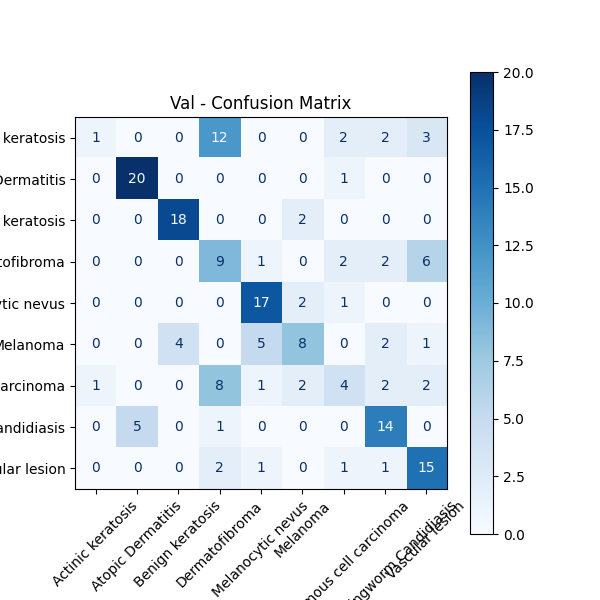 Val - Confusion Matrix
keratosis 1 0 0 12 0 0 2 2 3
Dermatitis 0 20 0 0 0 0 1 0 0
keratosis 0 0 18 0 0 2 0 0 0
tofibroma 0 0 0 9 1 0 2 2 6
ytic nevus 0 0 0 0 17 2 1 0 0
Melanoma 0 0 4 0 5 8 0 2 1
arcinoma 1 0 0 8 1 2 4 2 2
andidiasis 0 5 0 1 0 0 0 14 0
ular lesion 0 0 0 2 1 0 1 1 15
Actinic keratosis
Atopic Dermatitis
Benign keratosis
Dermatofibroma
Melanocytic nevus
Melanoma
mous cell carcinoma
ingworm Candidiasis
Vascular lesion
20.0
17.5
15.0
12.5
10.0
7.5
5.0
2.5
0.0